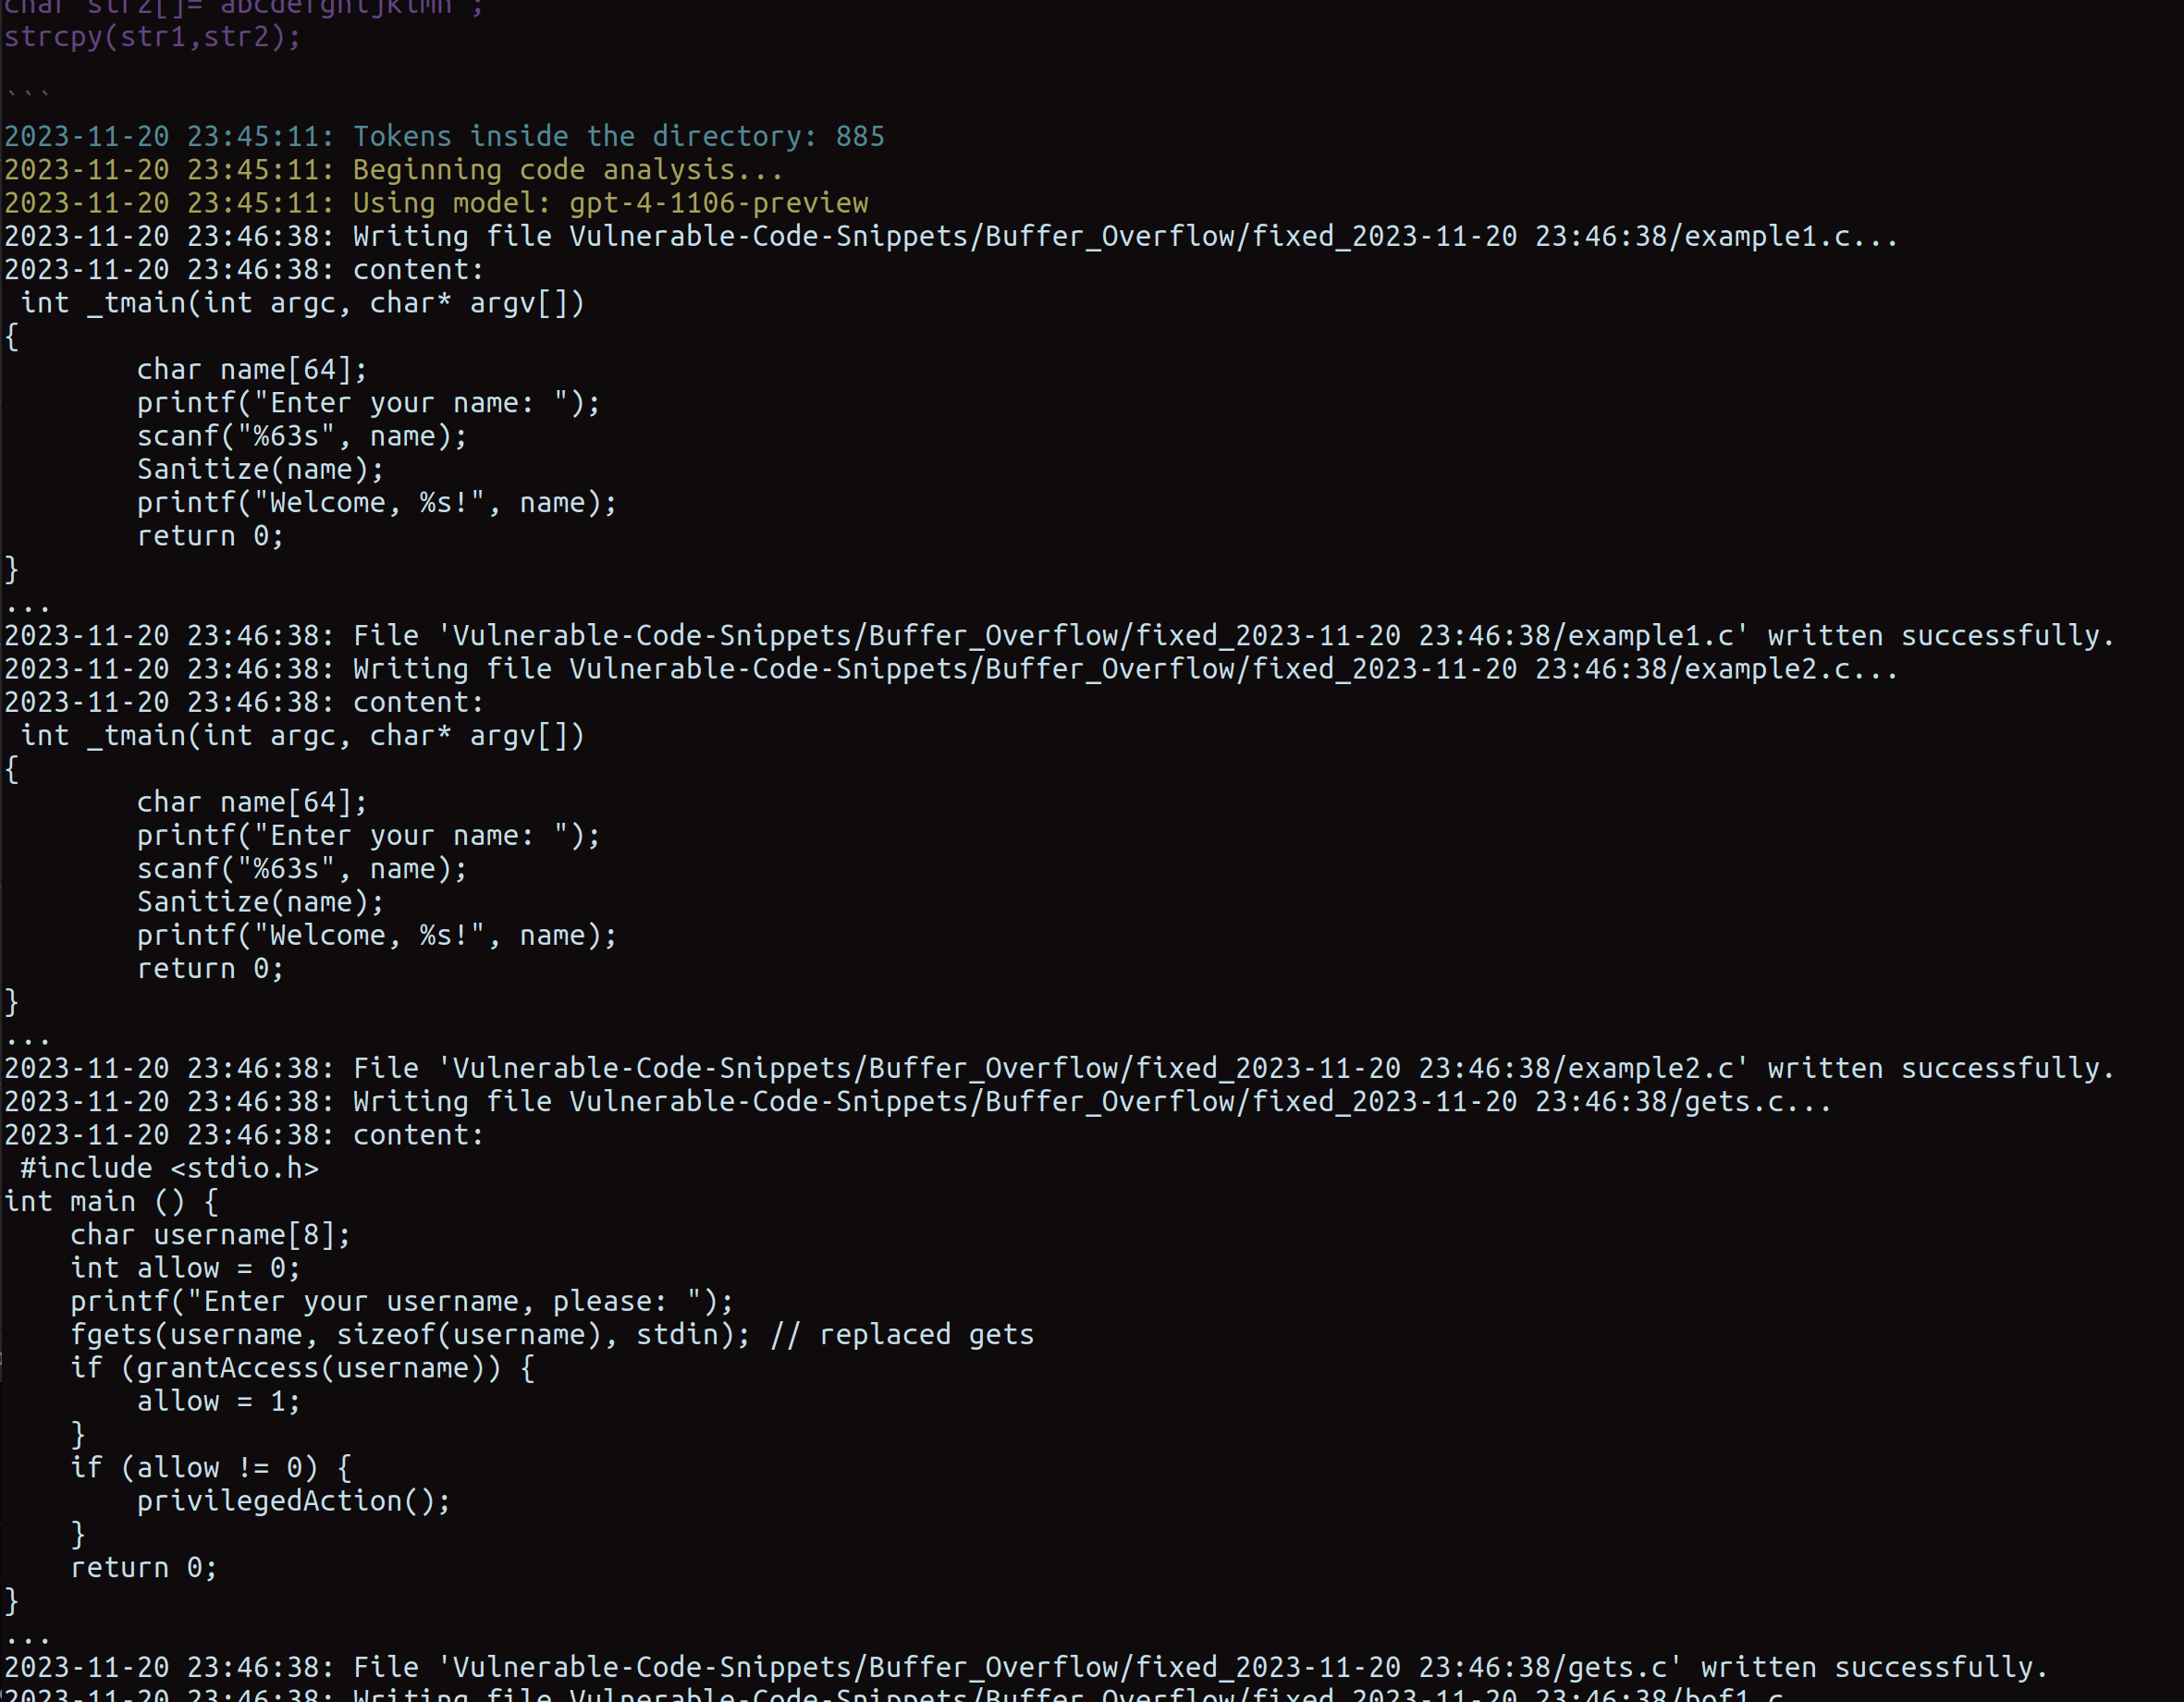 char str2[]="abcdefghijklmn";
strcpy(str1,str2);
```
2023-11-20 23:45:11: Tokens inside the directory: 885
2023-11-20 23:45:11: Beginning code analysis...
2023-11-20 23:45:11: Using model: gpt-4-1106-preview
2023-11-20 23:46:38: Writing file Vulnerable-Code-Snippets/Buffer_Overflow/fixed_2023-11-20 23:46:38/example1.c...
2023-11-20 23:46:38: content:
 int _tmain(int argc, char* argv[])
{
        char name[64];
        printf("Enter your name: ");
        scanf("%63s", name);
        Sanitize(name);
        printf("Welcome, %s!", name);
        return 0;
}
...
2023-11-20 23:46:38: File 'Vulnerable-Code-Snippets/Buffer_Overflow/fixed_2023-11-20 23:46:38/example1.c' written successfully.
2023-11-20 23:46:38: Writing file Vulnerable-Code-Snippets/Buffer_Overflow/fixed_2023-11-20 23:46:38/example2.c...
2023-11-20 23:46:38: content:
 int _tmain(int argc, char* argv[])
{
        char name[64];
        printf("Enter your name: ");
        scanf("%63s", name);
        Sanitize(name);
        printf("Welcome, %s!", name);
        return 0;
}
...
2023-11-20 23:46:38: File 'Vulnerable-Code-Snippets/Buffer_Overflow/fixed_2023-11-20 23:46:38/example2.c' written successfully.
2023-11-20 23:46:38: Writing file Vulnerable-Code-Snippets/Buffer_Overflow/fixed_2023-11-20 23:46:38/gets.c...
2023-11-20 23:46:38: content:
 #include <stdio.h>
int main () {
    char username[8];
    int allow = 0;
    printf("Enter your username, please: ");
    fgets(username, sizeof(username), stdin); // replaced gets
    if (grantAccess(username)) {
        allow = 1;
    }
    if (allow != 0) {
        privilegedAction();
    }
    return 0;
}
...
2023-11-20 23:46:38: File 'Vulnerable-Code-Snippets/Buffer_Overflow/fixed_2023-11-20 23:46:38/gets.c' written successfully.
2023-11-20 23:46:38: Writing file Vulnerable-Code-Snippets/Buffer_Overflow/fixed_2023-11-20 23:46:38/bof1.c...